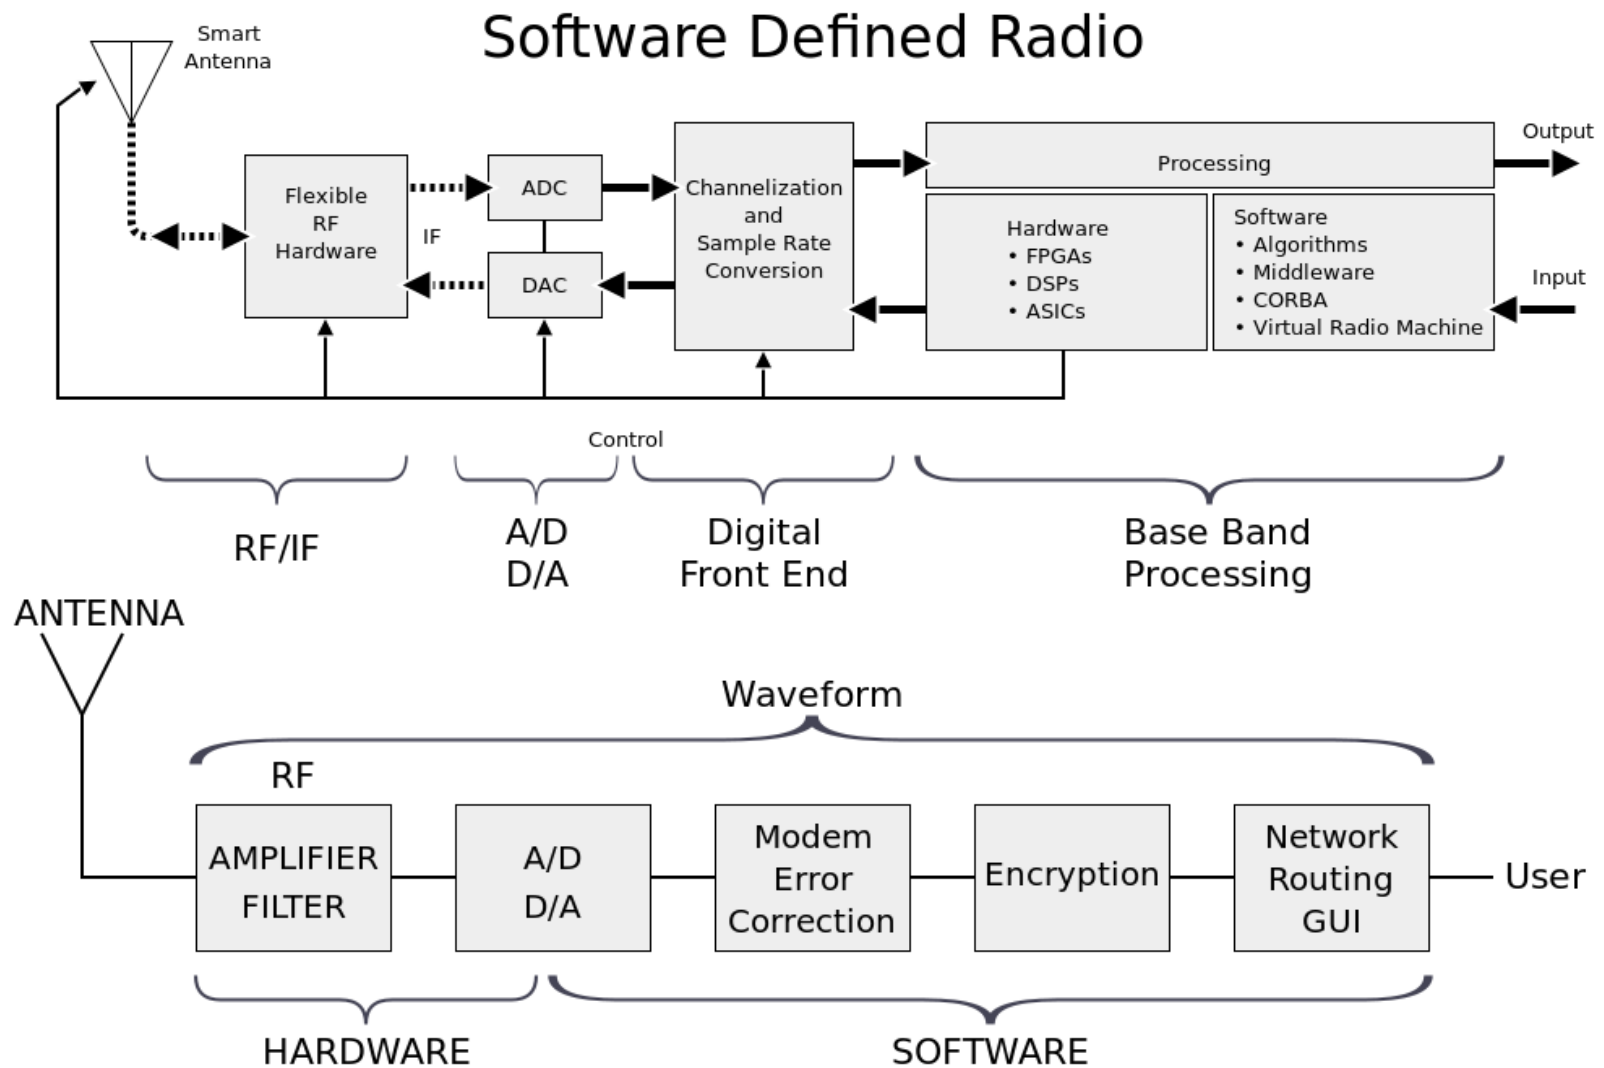 Software Defined Radio
Smart
Antenna
Flexible
RF
Hardware
IF
ADC
DAC
Channelization
and
Sample Rate
Conversion
Processing
Hardware
• FPGAs
• DSPs
• ASICs
Software
• Algorithms
• Middleware
• CORBA
• Virtual Radio Machine
Output
Input
Control
RF/IF
A/D
D/A
Digital
Front End
Base Band
Processing
ANTENNA
Waveform
RF
AMPLIFIER
FILTER
A/D
D/A
Modem
Error
Correction
Encryption
Network
Routing
GUI
User
HARDWARE
SOFTWARE